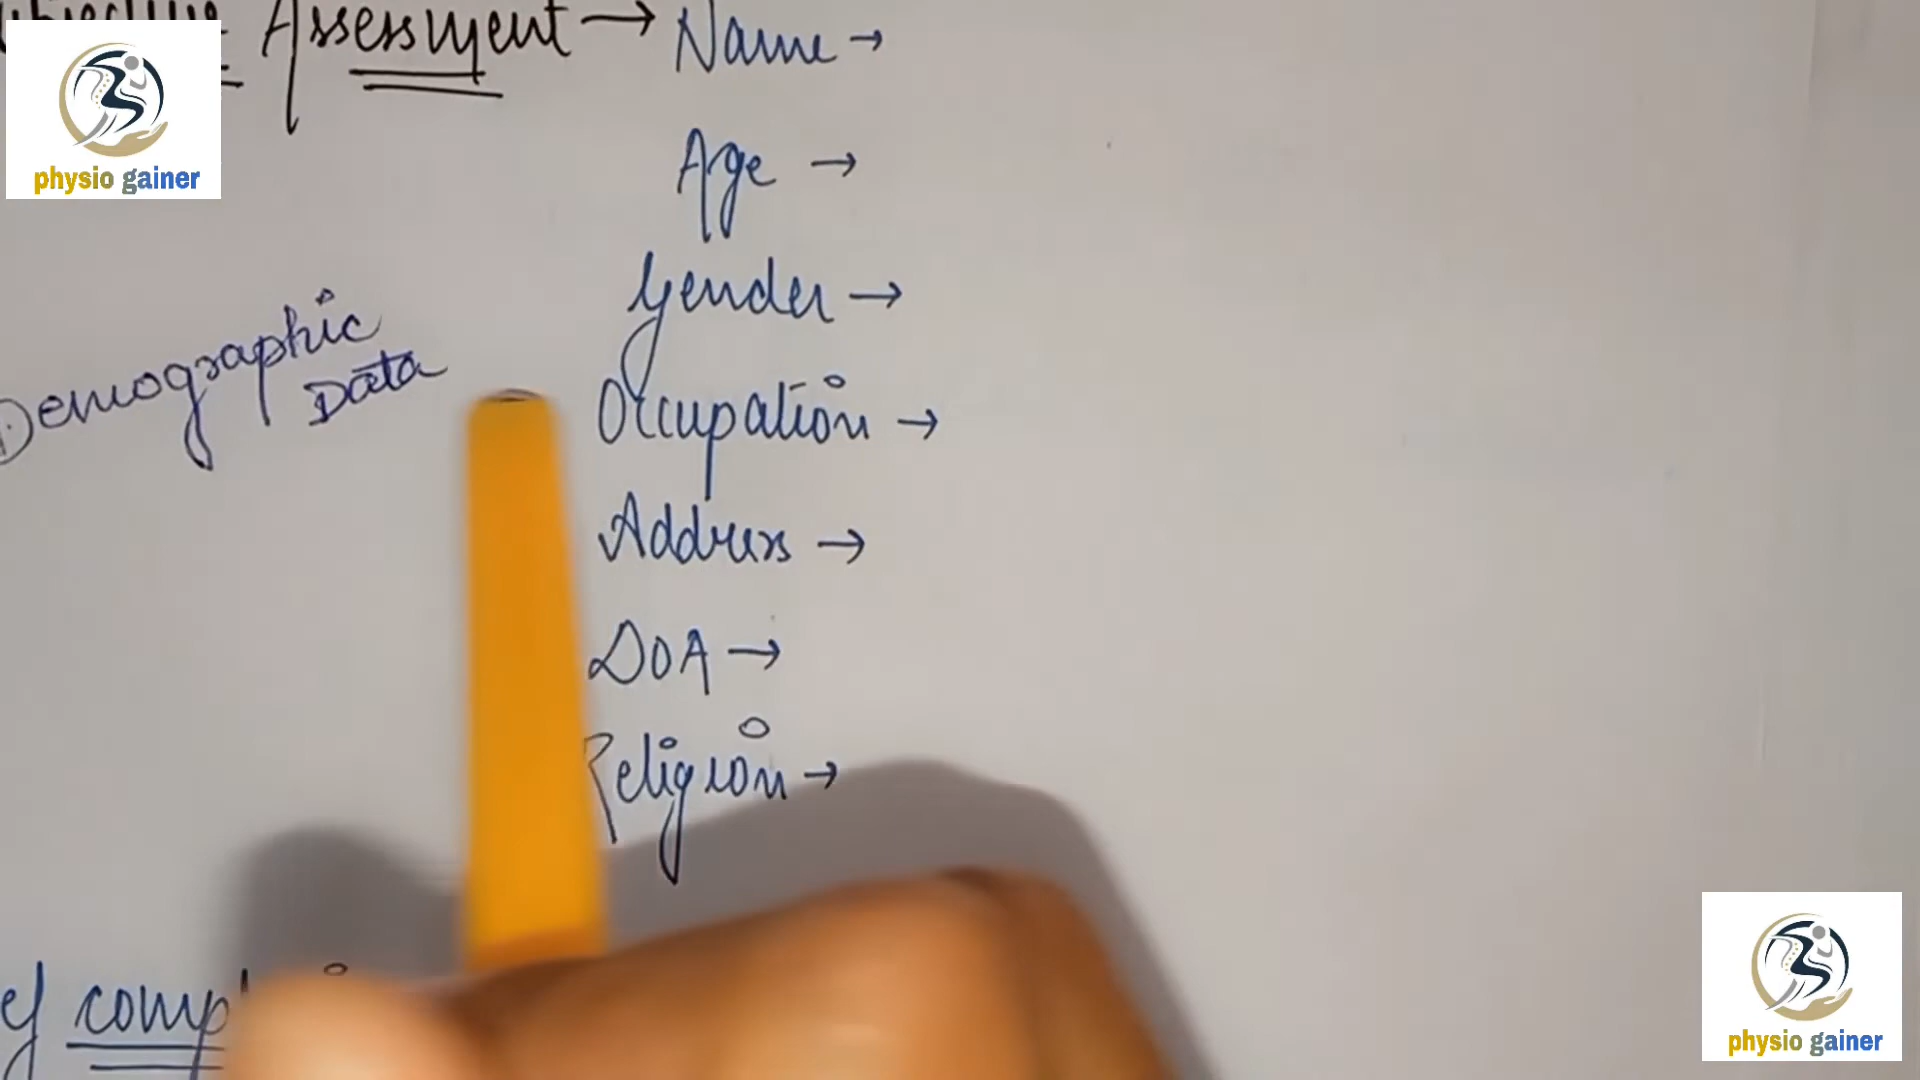 Assessment → Name →
physio gainer
Age →
Gender →
Demographic
Data
Occupation →
Address →
DOA →
Religion →
physio gainer